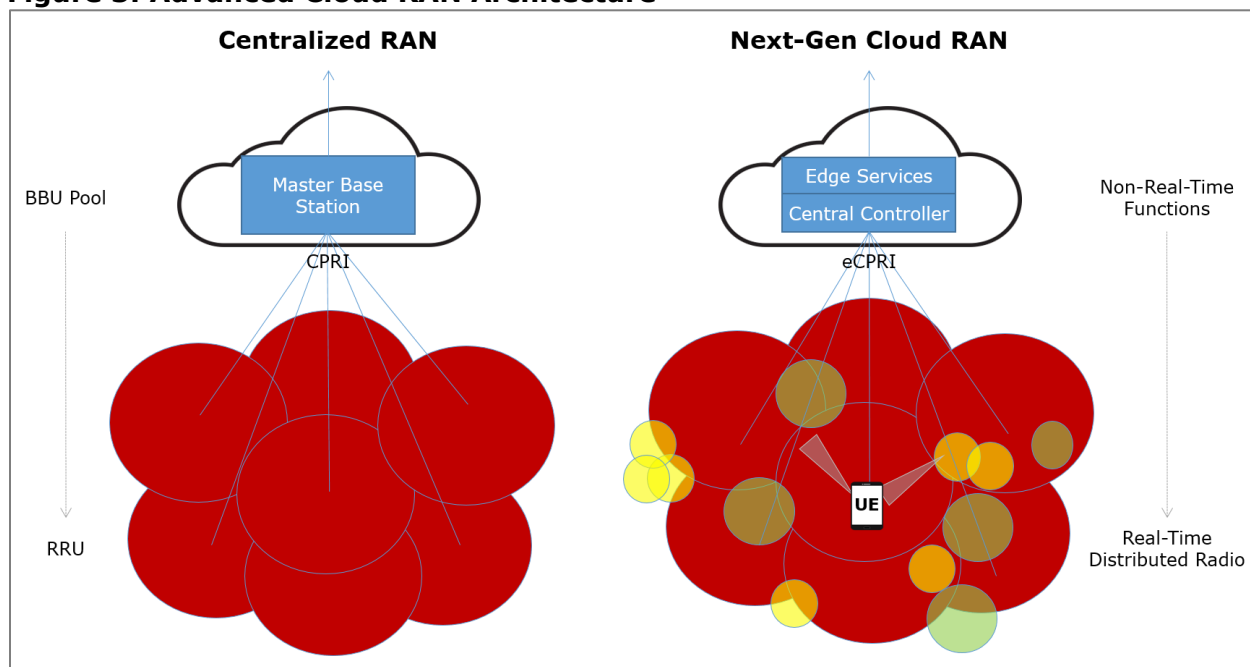 Figure 3: Advanced Cloud RAN Architecture
Centralized RAN
Next-Gen Cloud RAN
BBU Pool
Master Base
Station
Edge Services
Central Controller
Non-Real-Time
Functions
CPRI
eCPRI
UE
RRU
Real-Time
Distributed Radio